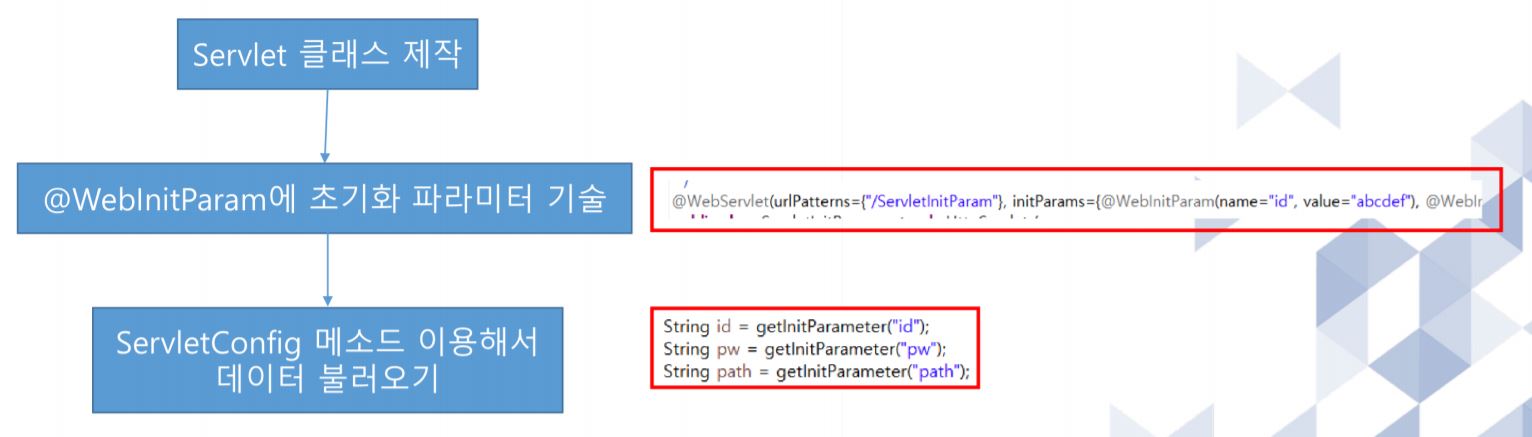 Servlet 클래스 제작
@WebInitParam에 초기화 파라미터 기술
@WebServlet(urlPatterns={"/ServletInitParam"}, initParams={@WebInitParam(name="id", value="abcdef"), @WebIn
ServletConfig 메소드 이용해서
데이터 불러오기
String id = getInitParameter("id");
String pw = getInitParameter("pw");
String path = getInitParameter("path");